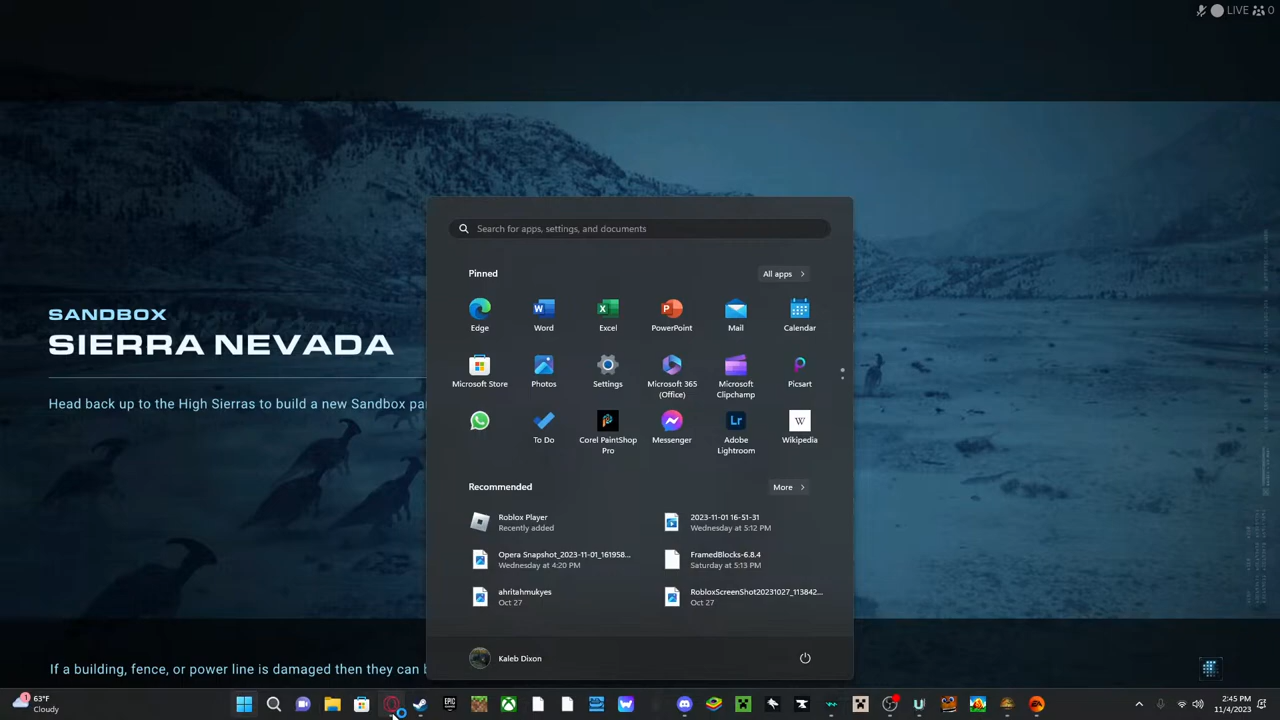 LIVE 0
Search for apps, settings, and documents
Pinned
All apps
Edge
Word
Excel
PowerPoint
Mail
Calendar
Microsoft Store
Photos
Settings
Microsoft 365
(Office)
Microsoft
Clipchamp
Picsart
To Do
Corel PaintShop
Pro
Messenger
Adobe
Lightroom
Wikipedia
Recommended
More
Roblox Player
Recently added
2023-11-01 16-51-31
Wednesday at 5:12 PM
Opera Snapshot_2023-11-01_161958...
Wednesday at 4:20 PM
FramedBlocks-6.8.4
Saturday at 5:13 PM
ahritahmukyes
Oct 27
RobloxScreenShot20231027_113842...
Oct 27
Kaleb Dixon
SANDBOX
SIERRA NEVADA
Head back up to the High Sierras to build a new Sandbox pa
If a building, fence, or power line is damaged then they can b
1
63°F
Cloudy
EPIC
2:45 PM
11/4/2023